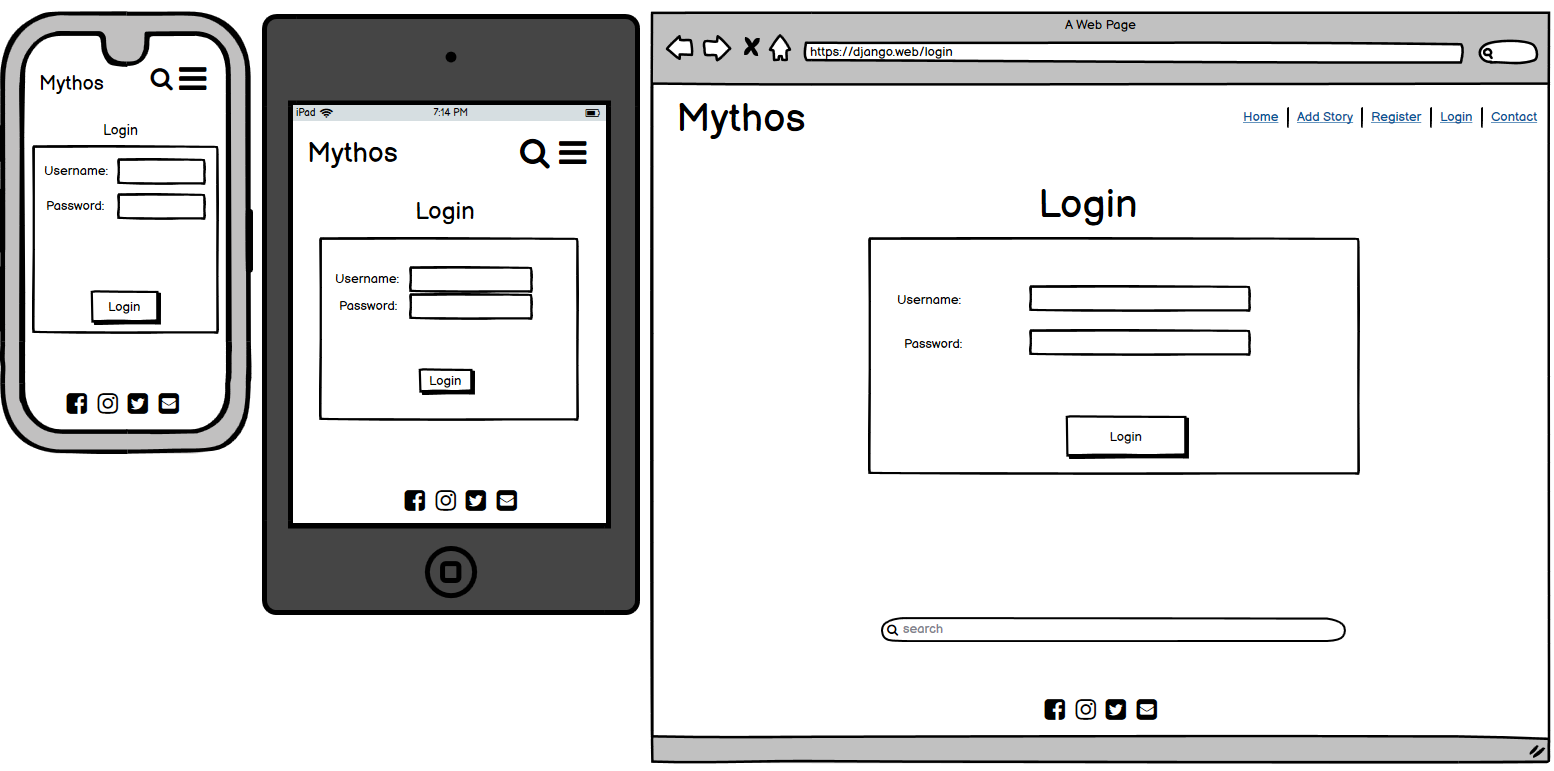 Mythos
Login
Username:
Password:
Login
iPad
7:14 PM
Mythos
Login
Username:
Password:
Login
A Web Page
https://django.web/login
Mythos
Home
Add Story
Register
Login
Contact
Login
Username:
Password:
Login
search